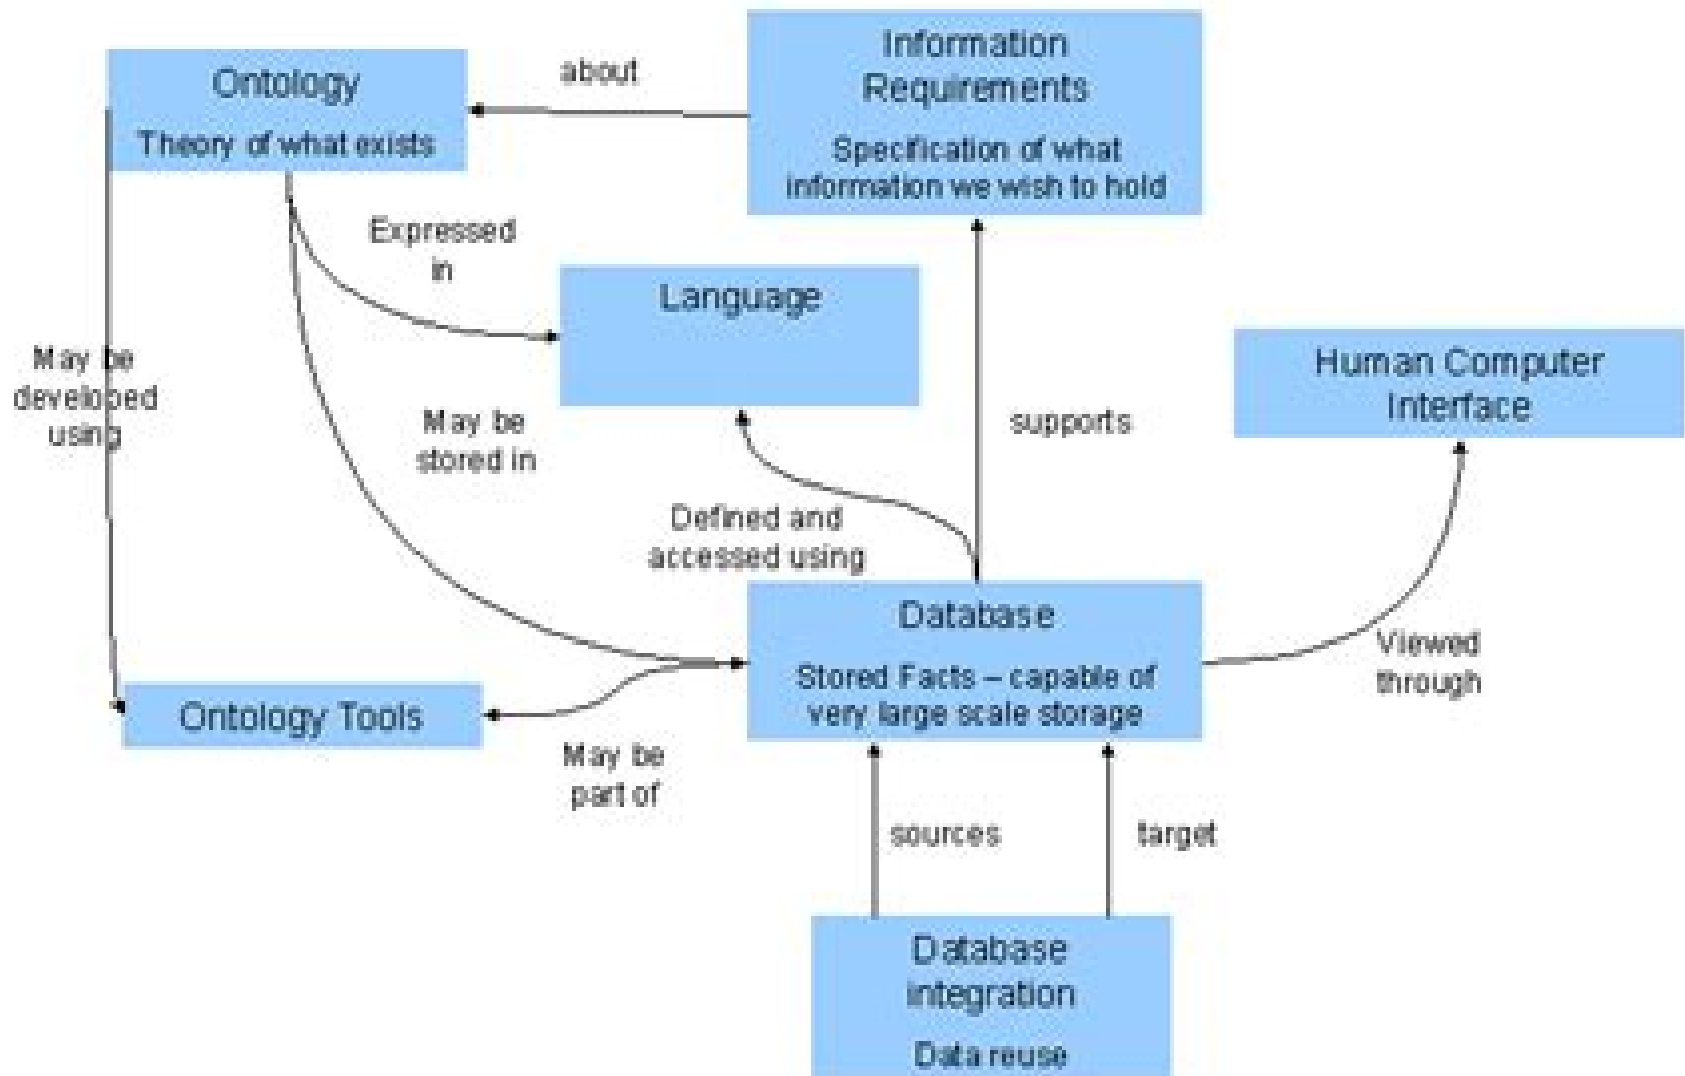 Ontology
Theory of what exists
about
Information
Requirements
Specification of what
information we wish to hold
Expressed
in
Language
Human Computer
Interface
May be
developed
using
May be
stored in
supports
Defined and
accessed using
Database
Stored Facts – capable of
very large scale storage
Viewed
through
Ontology Tools
May be
part of
sources
target
Database
integration
Data reuse